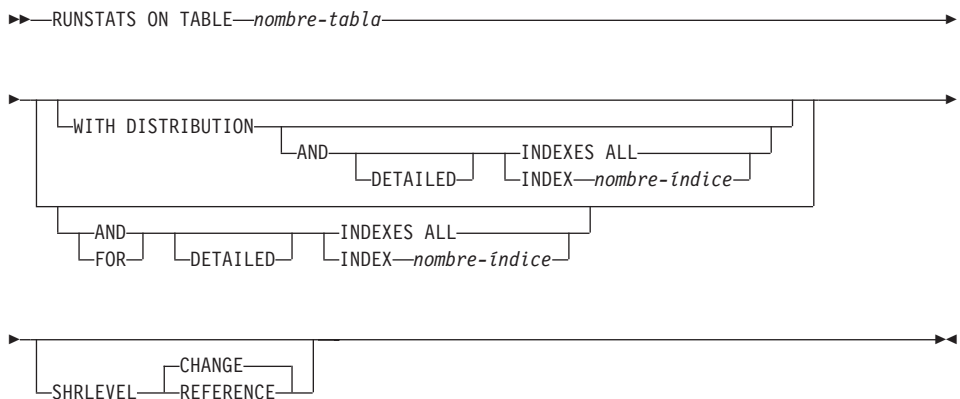 RUNSTATS ON TABLE nombre-tabla
WITH DISTRIBUTION
AND DETAILED INDEXES ALL
INDEX nombre-índice
AND DETAILED INDEXES ALL
FOR INDEX nombre-índice
SHRLEVEL CHANGE
REFERENCE